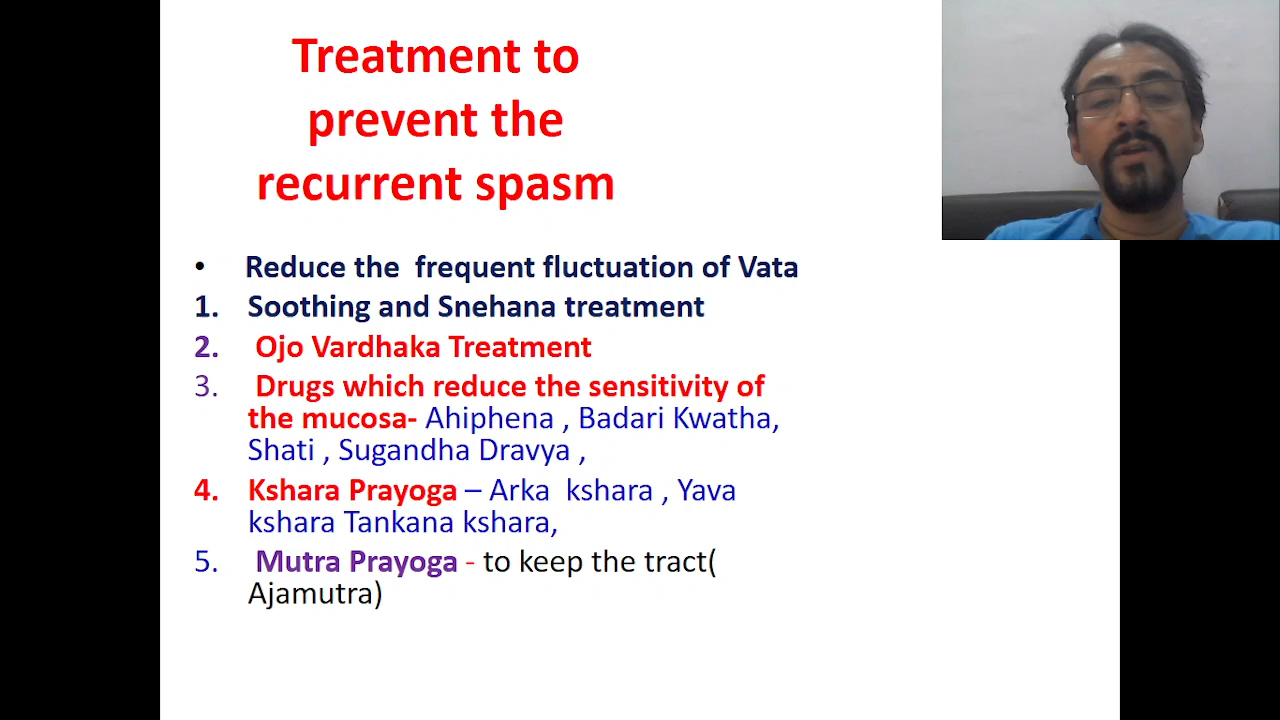 Treatment to
prevent the
recurrent spasm
• Reduce the frequent fluctuation of Vata
1. Soothing and Snehana treatment
2. Ojo Vardhaka Treatment
3. Drugs which reduce the sensitivity of
the mucosa- Ahiphena , Badari Kwatha,
Shati , Sugandha Dravya ,
4. Kshara Prayoga – Arka kshara , Yava
kshara Tankana kshara,
5. Mutra Prayoga - to keep the tract(
Ajamutra)